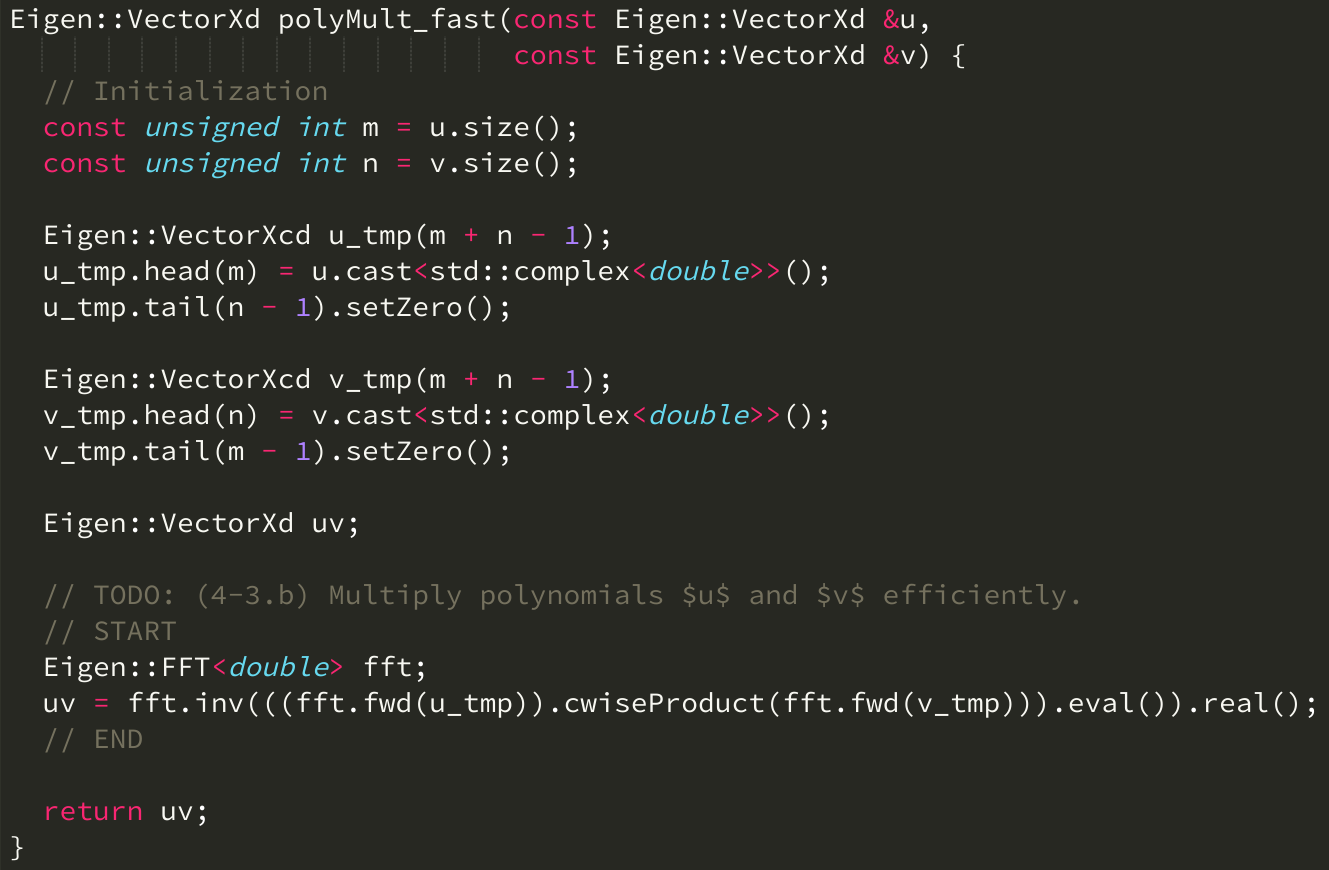 Eigen::VectorXd polyMult_fast(const Eigen::VectorXd &u,
                              const Eigen::VectorXd &v) {
  // Initialization
  const unsigned int m = u.size();
  const unsigned int n = v.size();

  Eigen::VectorXcd u_tmp(m + n - 1);
  u_tmp.head(m) = u.cast<std::complex<double>>();
  u_tmp.tail(n - 1).setZero();

  Eigen::VectorXcd v_tmp(m + n - 1);
  v_tmp.head(n) = v.cast<std::complex<double>>();
  v_tmp.tail(m - 1).setZero();

  Eigen::VectorXd uv;

  // TODO: (4-3.b) Multiply polynomials $u$ and $v$ efficiently.
  // START
  Eigen::FFT<double> fft;
  uv = fft.inv(((fft.fwd(u_tmp)).cwiseProduct(fft.fwd(v_tmp))).eval()).real();
  // END

  return uv;
}